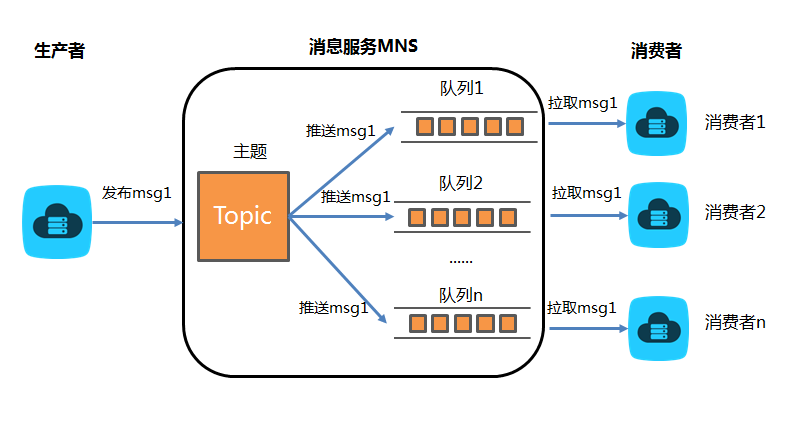 生产者
消息服务MNS
消费者
队列1
拉取msg1
消费者1
推送msg1
主题
Topic
发布msg1
队列2
推送msg1
拉取msg1
消费者2
......
队列n
推送msg1
拉取msg1
消费者n